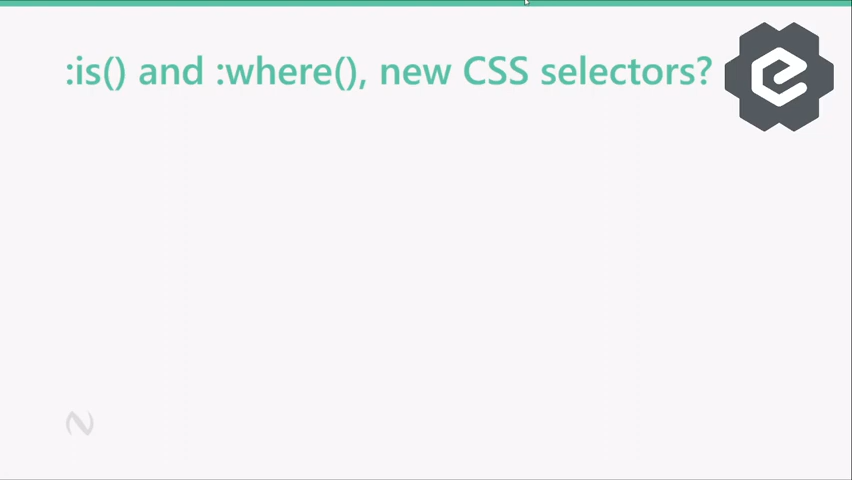 :is() and :where(), new CSS selectors?